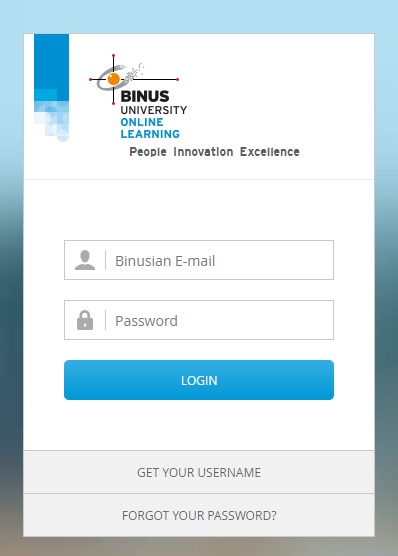 BINUS
UNIVERSITY
ONLINE
LEARNING
People Innovation Excellence
Binusian E-mail
Password
LOGIN
GET YOUR USERNAME
FORGOT YOUR PASSWORD?